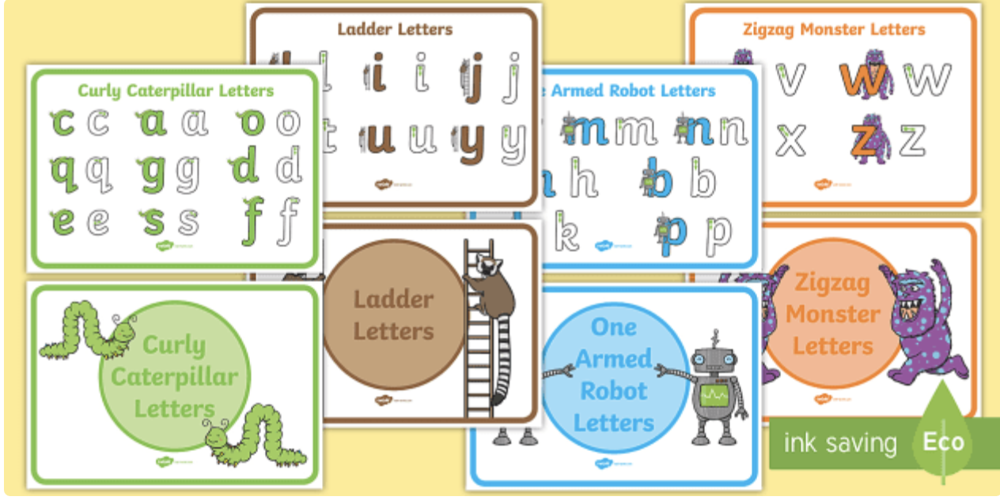 Ladder Letters
l i i j j
t u u y y
Zigzag Monster Letters
v w w
x z z
Curly Caterpillar Letters
c c a a o o
q q g g d d
e e s s f f
Armed Robot Letters
m m n n
h b b
k p p
Ladder
Letters
Zigzag
Monster
Letters
Curly
Caterpillar
Letters
One
Armed
Robot
Letters
ink saving Eco